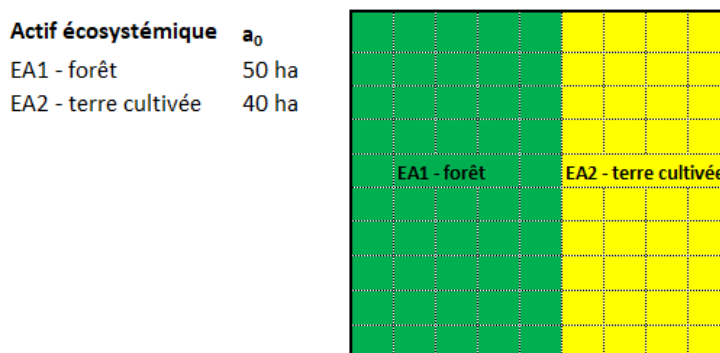 Actif écosystémique a₀
EA1 - forêt 50 ha
EA2 - terre cultivée 40 ha
EA1 - forêt
EA2 - terre cultivée